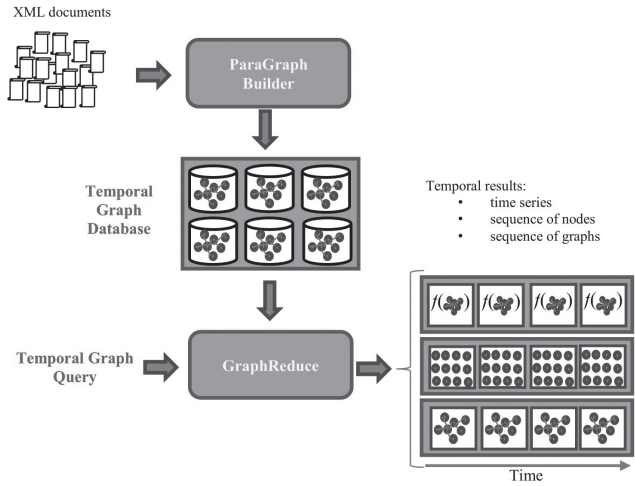 XML documents
ParaGraph
Builder
Temporal
Graph
Database
Temporal results:
• time series
• sequence of nodes
• sequence of graphs
f( ) f( ) f( ) f( )
Temporal Graph
Query
GraphReduce
Time